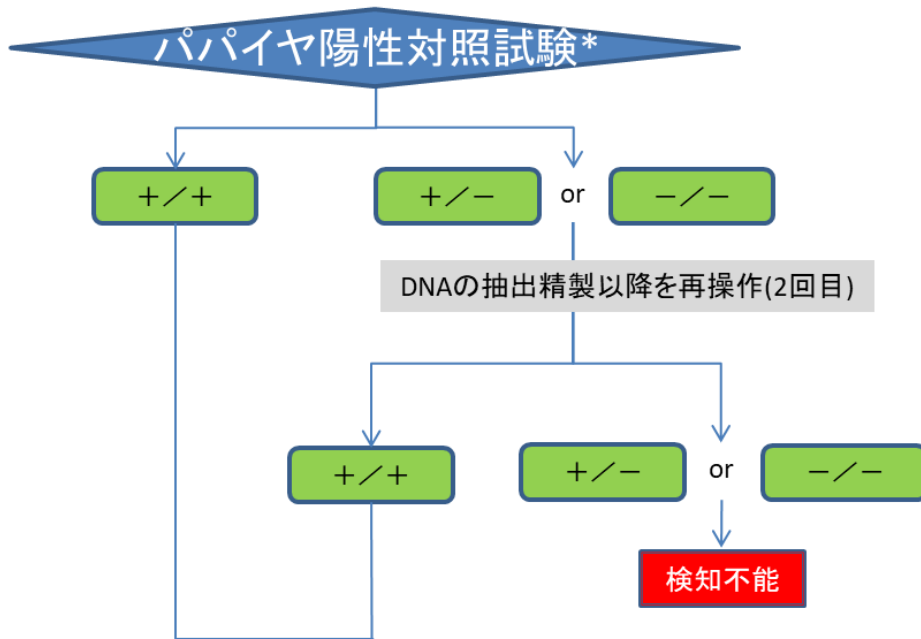 パパイヤ陽性対照試験*
+/+
+/-
or
-/-
DNAの抽出精製以降を再操作(2回目)
+/+
+/-
or
-/-
検知不能